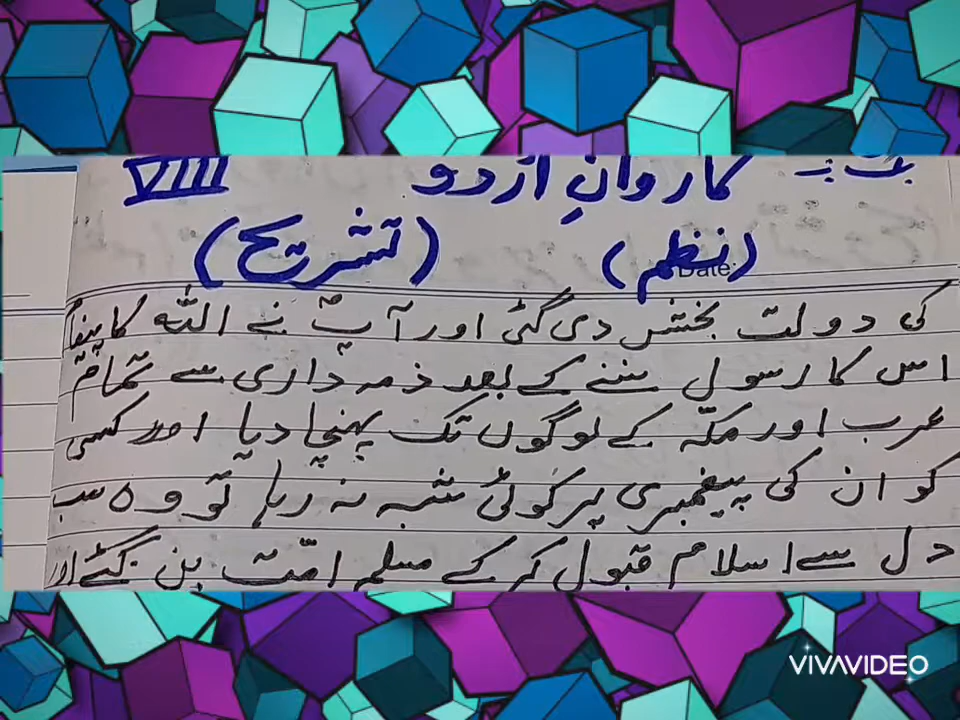 کاروانِ اردو VIII
(نظم) (تشریح)
Date:
کی دولت بخش دی گئی اور آپؐ نے اللہ کا پیغام
اس کا رسول بننے کے بعد ذمہ داری سے تمام
عرب اور مکّہ کے لوگوں تک پہنچا دیا اور کسی
کو ان کی پیغمبری پر کوئی شبہ نہ رہا تو وہ سب
دل سے اسلام قبول کر کے مسلم امّت بن گئے اور
VIVAVIDEO